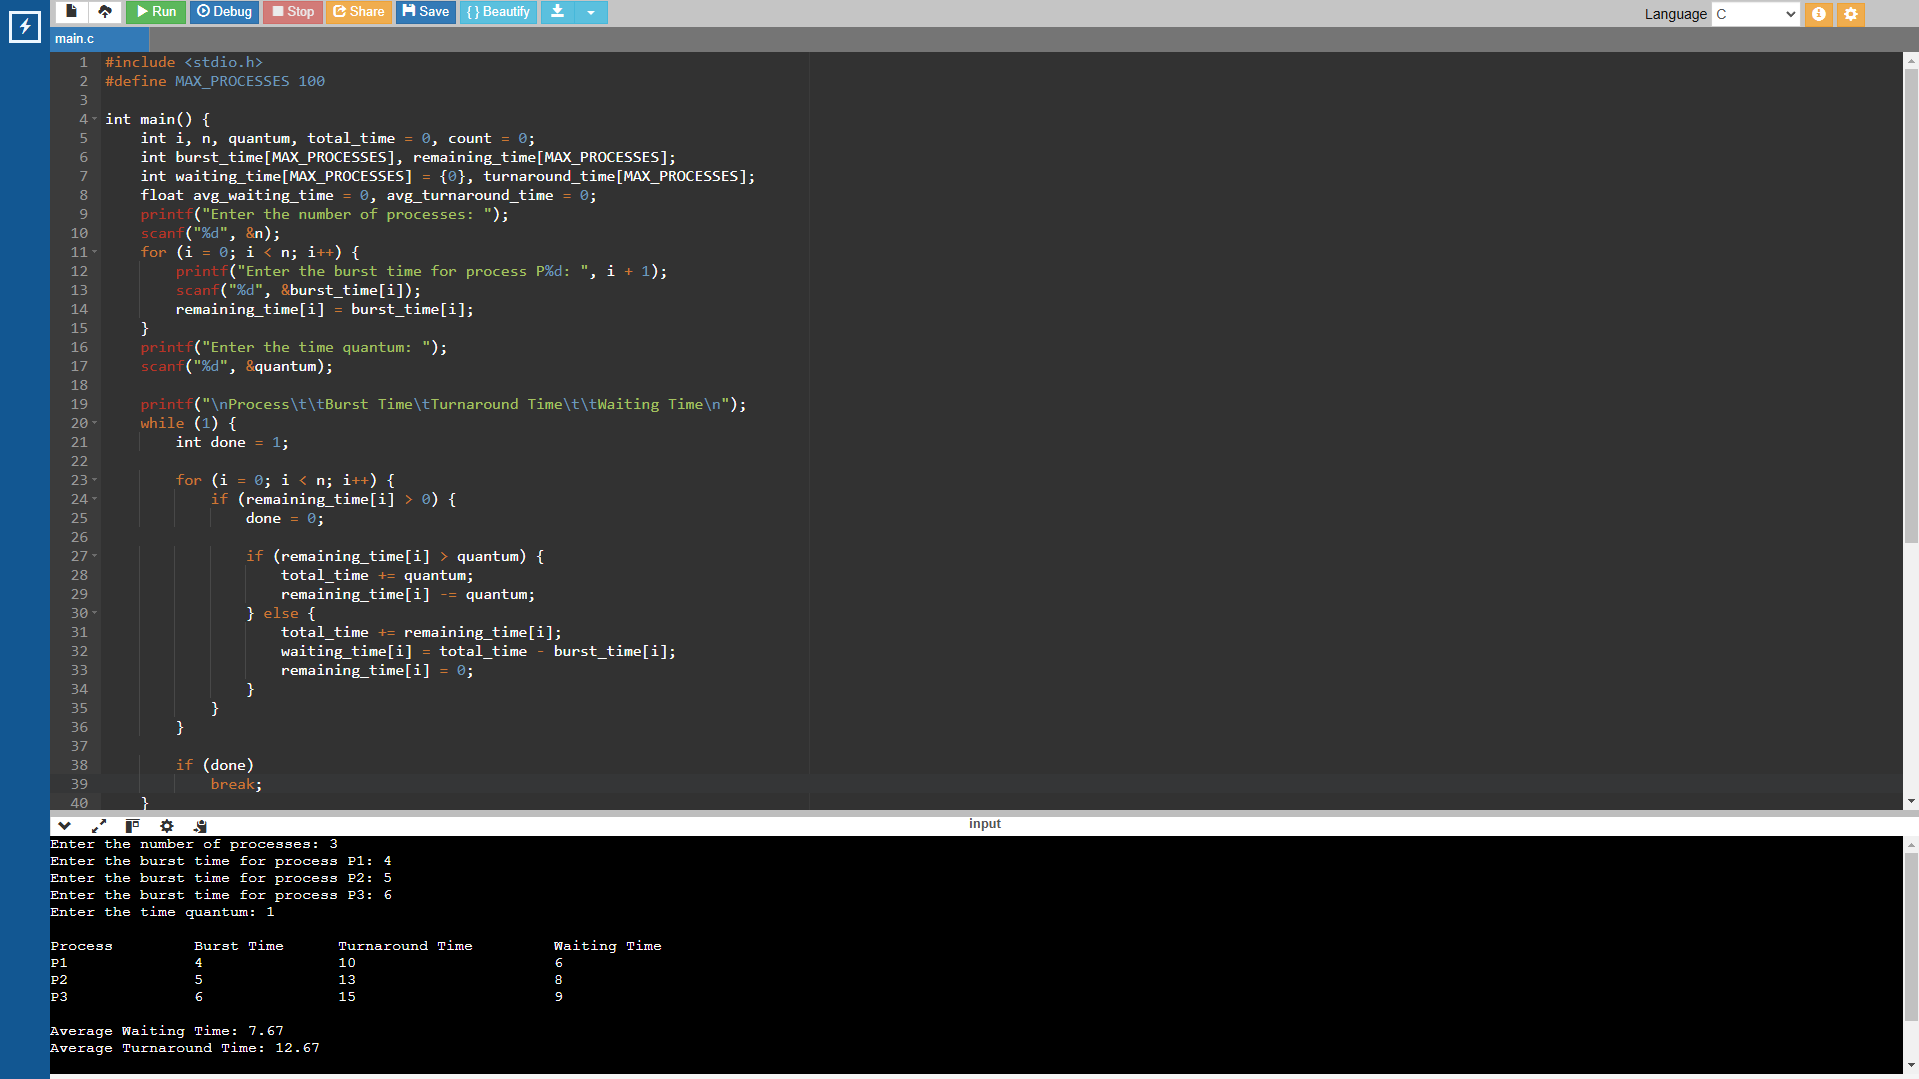 Run Debug Stop Share Save { } Beautify
Language C
main.c
1 #include <stdio.h>
2 #define MAX_PROCESSES 100
3
4 int main() {
5     int i, n, quantum, total_time = 0, count = 0;
6     int burst_time[MAX_PROCESSES], remaining_time[MAX_PROCESSES];
7     int waiting_time[MAX_PROCESSES] = {0}, turnaround_time[MAX_PROCESSES];
8     float avg_waiting_time = 0, avg_turnaround_time = 0;
9     printf("Enter the number of processes: ");
10     scanf("%d", &n);
11     for (i = 0; i < n; i++) {
12         printf("Enter the burst time for process P%d: ", i + 1);
13         scanf("%d", &burst_time[i]);
14         remaining_time[i] = burst_time[i];
15     }
16     printf("Enter the time quantum: ");
17     scanf("%d", &quantum);
18
19     printf("\nProcess\t\tBurst Time\tTurnaround Time\t\tWaiting Time\n");
20     while (1) {
21         int done = 1;
22
23         for (i = 0; i < n; i++) {
24             if (remaining_time[i] > 0) {
25                 done = 0;
26
27                 if (remaining_time[i] > quantum) {
28                     total_time += quantum;
29                     remaining_time[i] -= quantum;
30                 } else {
31                     total_time += remaining_time[i];
32                     waiting_time[i] = total_time - burst_time[i];
33                     remaining_time[i] = 0;
34                 }
35             }
36         }
37
38         if (done)
39             break;
40     }
input
Enter the number of processes: 3
Enter the burst time for process P1: 4
Enter the burst time for process P2: 5
Enter the burst time for process P3: 6
Enter the time quantum: 1
Process Burst Time Turnaround Time Waiting Time
P1 4 10 6
P2 5 13 8
P3 6 15 9
Average Waiting Time: 7.67
Average Turnaround Time: 12.67